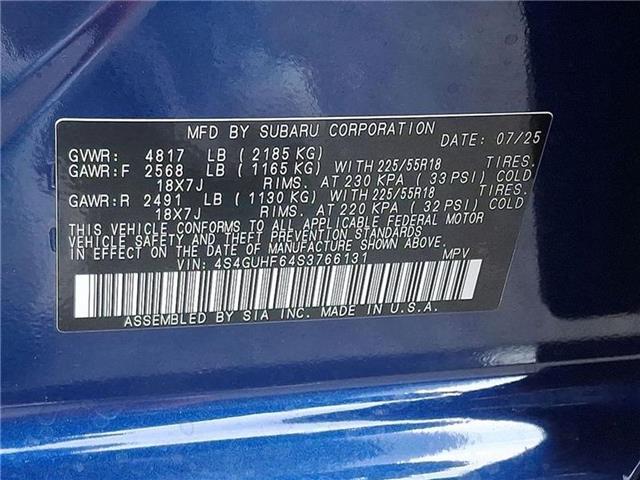 MFD BY SUBARU CORPORATION DATE: 07/25
GVWR: 4817 LB (2185 KG)
GAWR:F 2568 LB (1165 KG) WITH 225/55R18 TIRES.
18X7J RIMS. AT 230 KPA (33 PSI) COLD
GAWR:R 2491 LB (1130 KG) WITH 225/55R18 TIRES.
18X7J RIMS. AT 220 KPA (32 PSI) COLD
THIS VEHICLE CONFORMS TO ALL APPLICABLE FEDERAL MOTOR
VEHICLE SAFETY AND THEFT PREVENTION STANDARDS
IN EFFECT ON THE DATE OF MANUFACTURE SHOWN ABOVE.
VIN: 4S4GUHF64S3766131 MPV
ASSEMBLED BY SIA INC. MADE IN U.S.A.